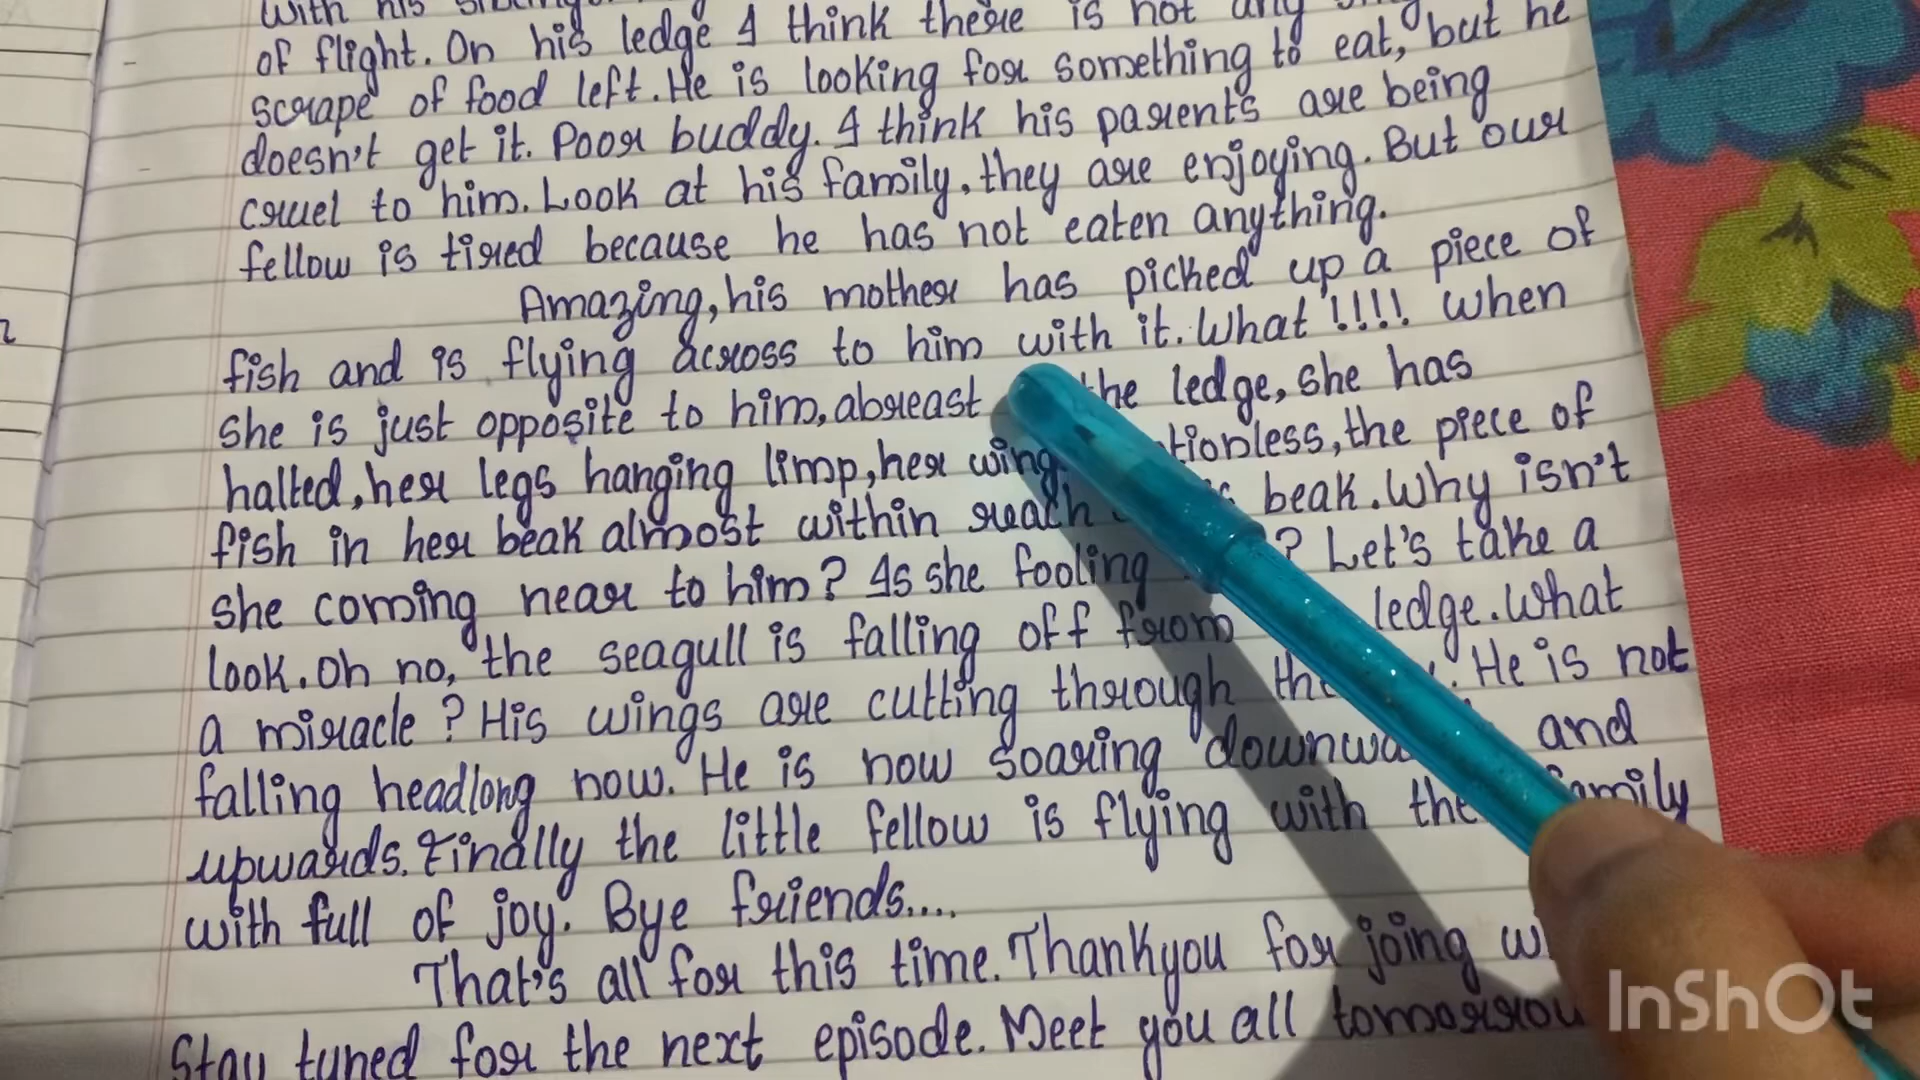 with his
of flight. On his ledge I think there is not any
scrape of food left. He is looking for something to eat, but he
doesn't get it. Poor buddy. I think his parents are being
cruel to him. Look at his family, they are enjoying. But our
fellow is tired because he has not eaten anything.
Amazing, his mother has picked up a piece of
fish and is flying across to him with it. What !!!! When
she is just opposite to him, abreast the ledge, she has
halted, her legs hanging limp, her wing tionless, the piece of
fish in her beak almost within reach beak. Why isn't
she coming near to him? Is she fooling ? Let's take a
look. Oh no, the seagull is falling off from ledge. What
a miracle? His wings are cutting through the . He is not
falling headlong now. He is now soaring downwa and
upwards. Finally the little fellow is flying with the family
with full of joy. Bye friends....
That's all for this time. Thankyou for joing w
Stay tuned for the next episode. Meet you all tomorrow
InShOt